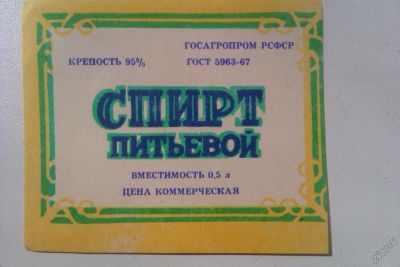 ГОСАГРОПРОМ РСФСР
КРЕПОСТЬ 95% ГОСТ 5963-67
СПИРТ
ПИТЬЕВОЙ
ВМЕСТИМОСТЬ 0,5 л
ЦЕНА КОММЕРЧЕСКАЯ